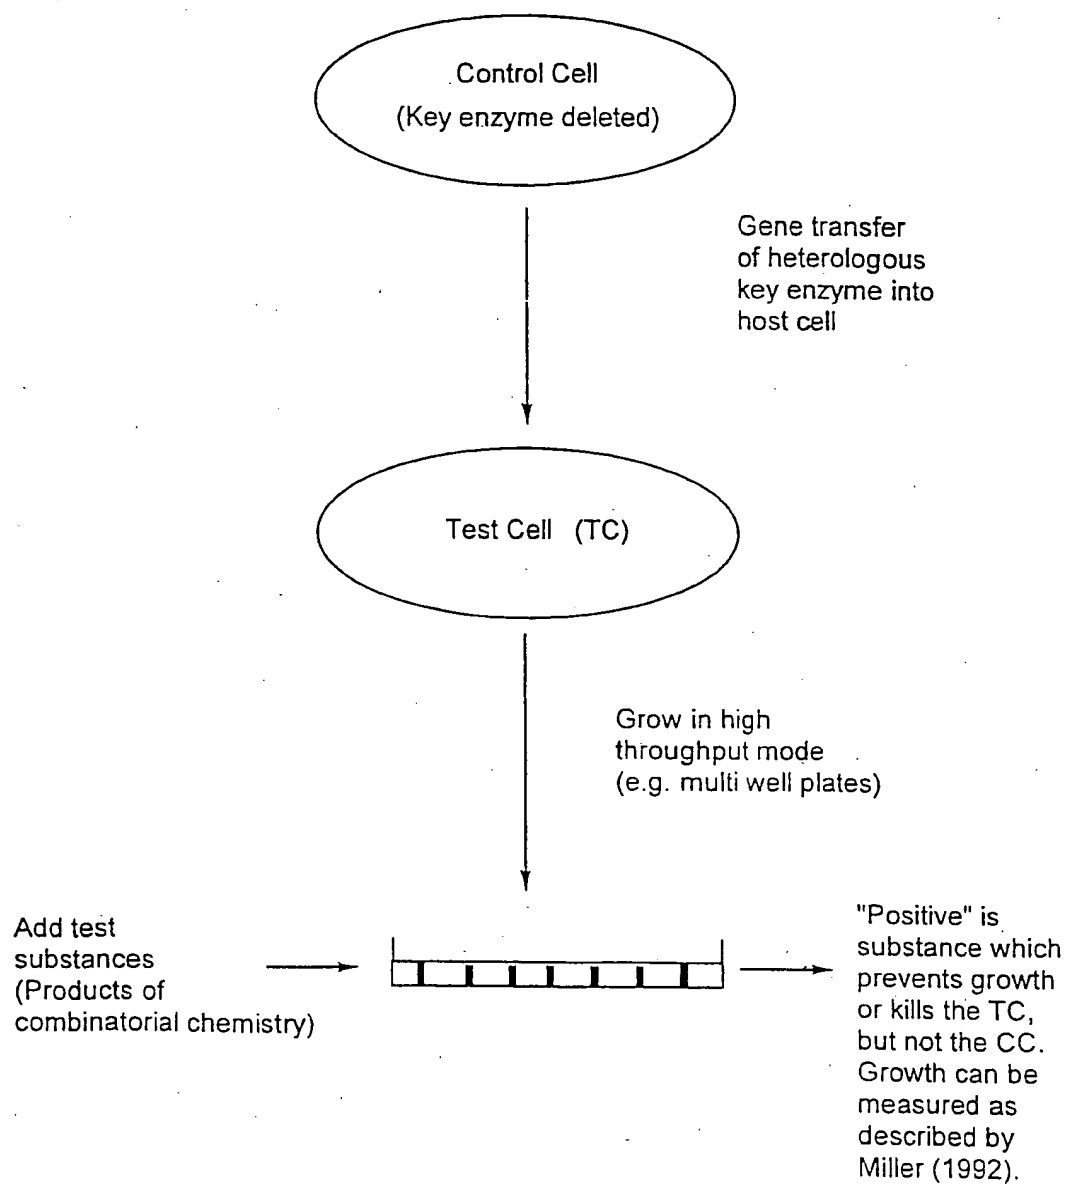 Control Cell
(Key enzyme deleted)
Gene transfer
of heterologous
key enzyme into
host cell
Test Cell (TC)
Grow in high
throughput mode
(e.g. multi well plates)
Add test
substances
(Products of
combinatorial chemistry)
"Positive" is
substance which
prevents growth
or kills the TC,
but not the CC.
Growth can be
measured as
described by
Miller (1992).